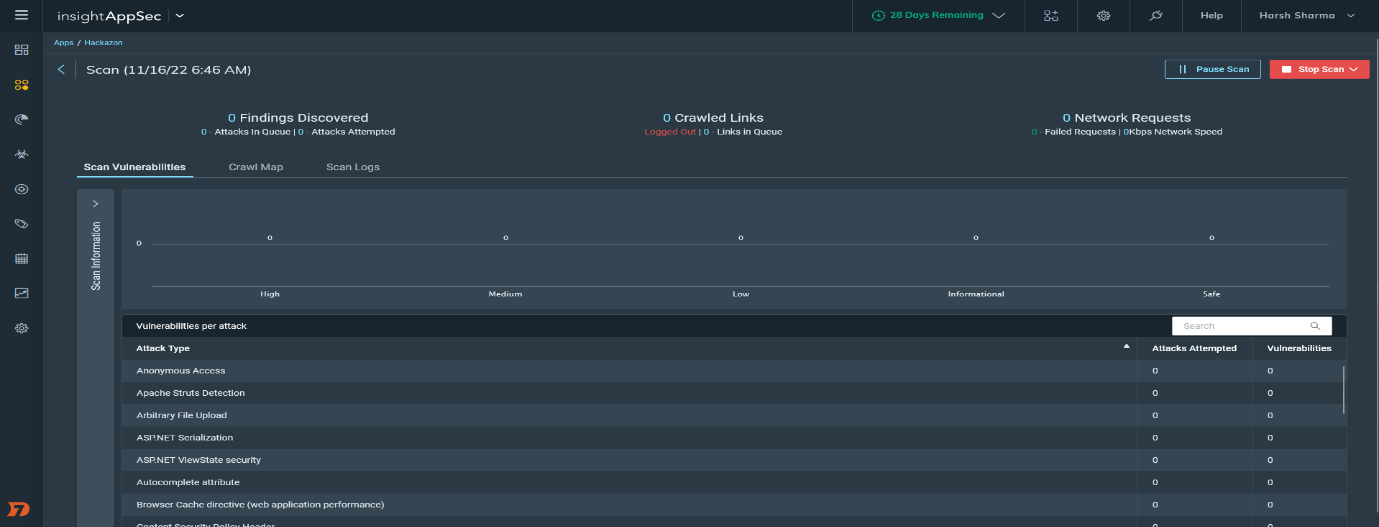 insightAppSec
28 Days Remaining
Help
Harsh Sharma
Apps / Hackazon
Scan (11/16/22 6:46 AM)
Pause Scan
Stop Scan
0 Findings Discovered
0 - Attacks In Queue | 0 - Attacks Attempted
0 Crawled Links
Logged Out | 0 - Links in Queue
0 Network Requests
0 - Failed Requests | 0Kbps Network Speed
Scan Vulnerabilities
Crawl Map
Scan Logs
Scan Information
0
0 0 0 0 0
High Medium Low Informational Safe
Vulnerabilities per attack
Search
Attack Type Attacks Attempted Vulnerabilities
Anonymous Access 0 0
Apache Struts Detection 0 0
Arbitrary File Upload 0 0
ASP.NET Serialization 0 0
ASP.NET ViewState security 0 0
Autocomplete attribute 0 0
Browser Cache directive (web application performance) 0 0
Content Security Policy Header